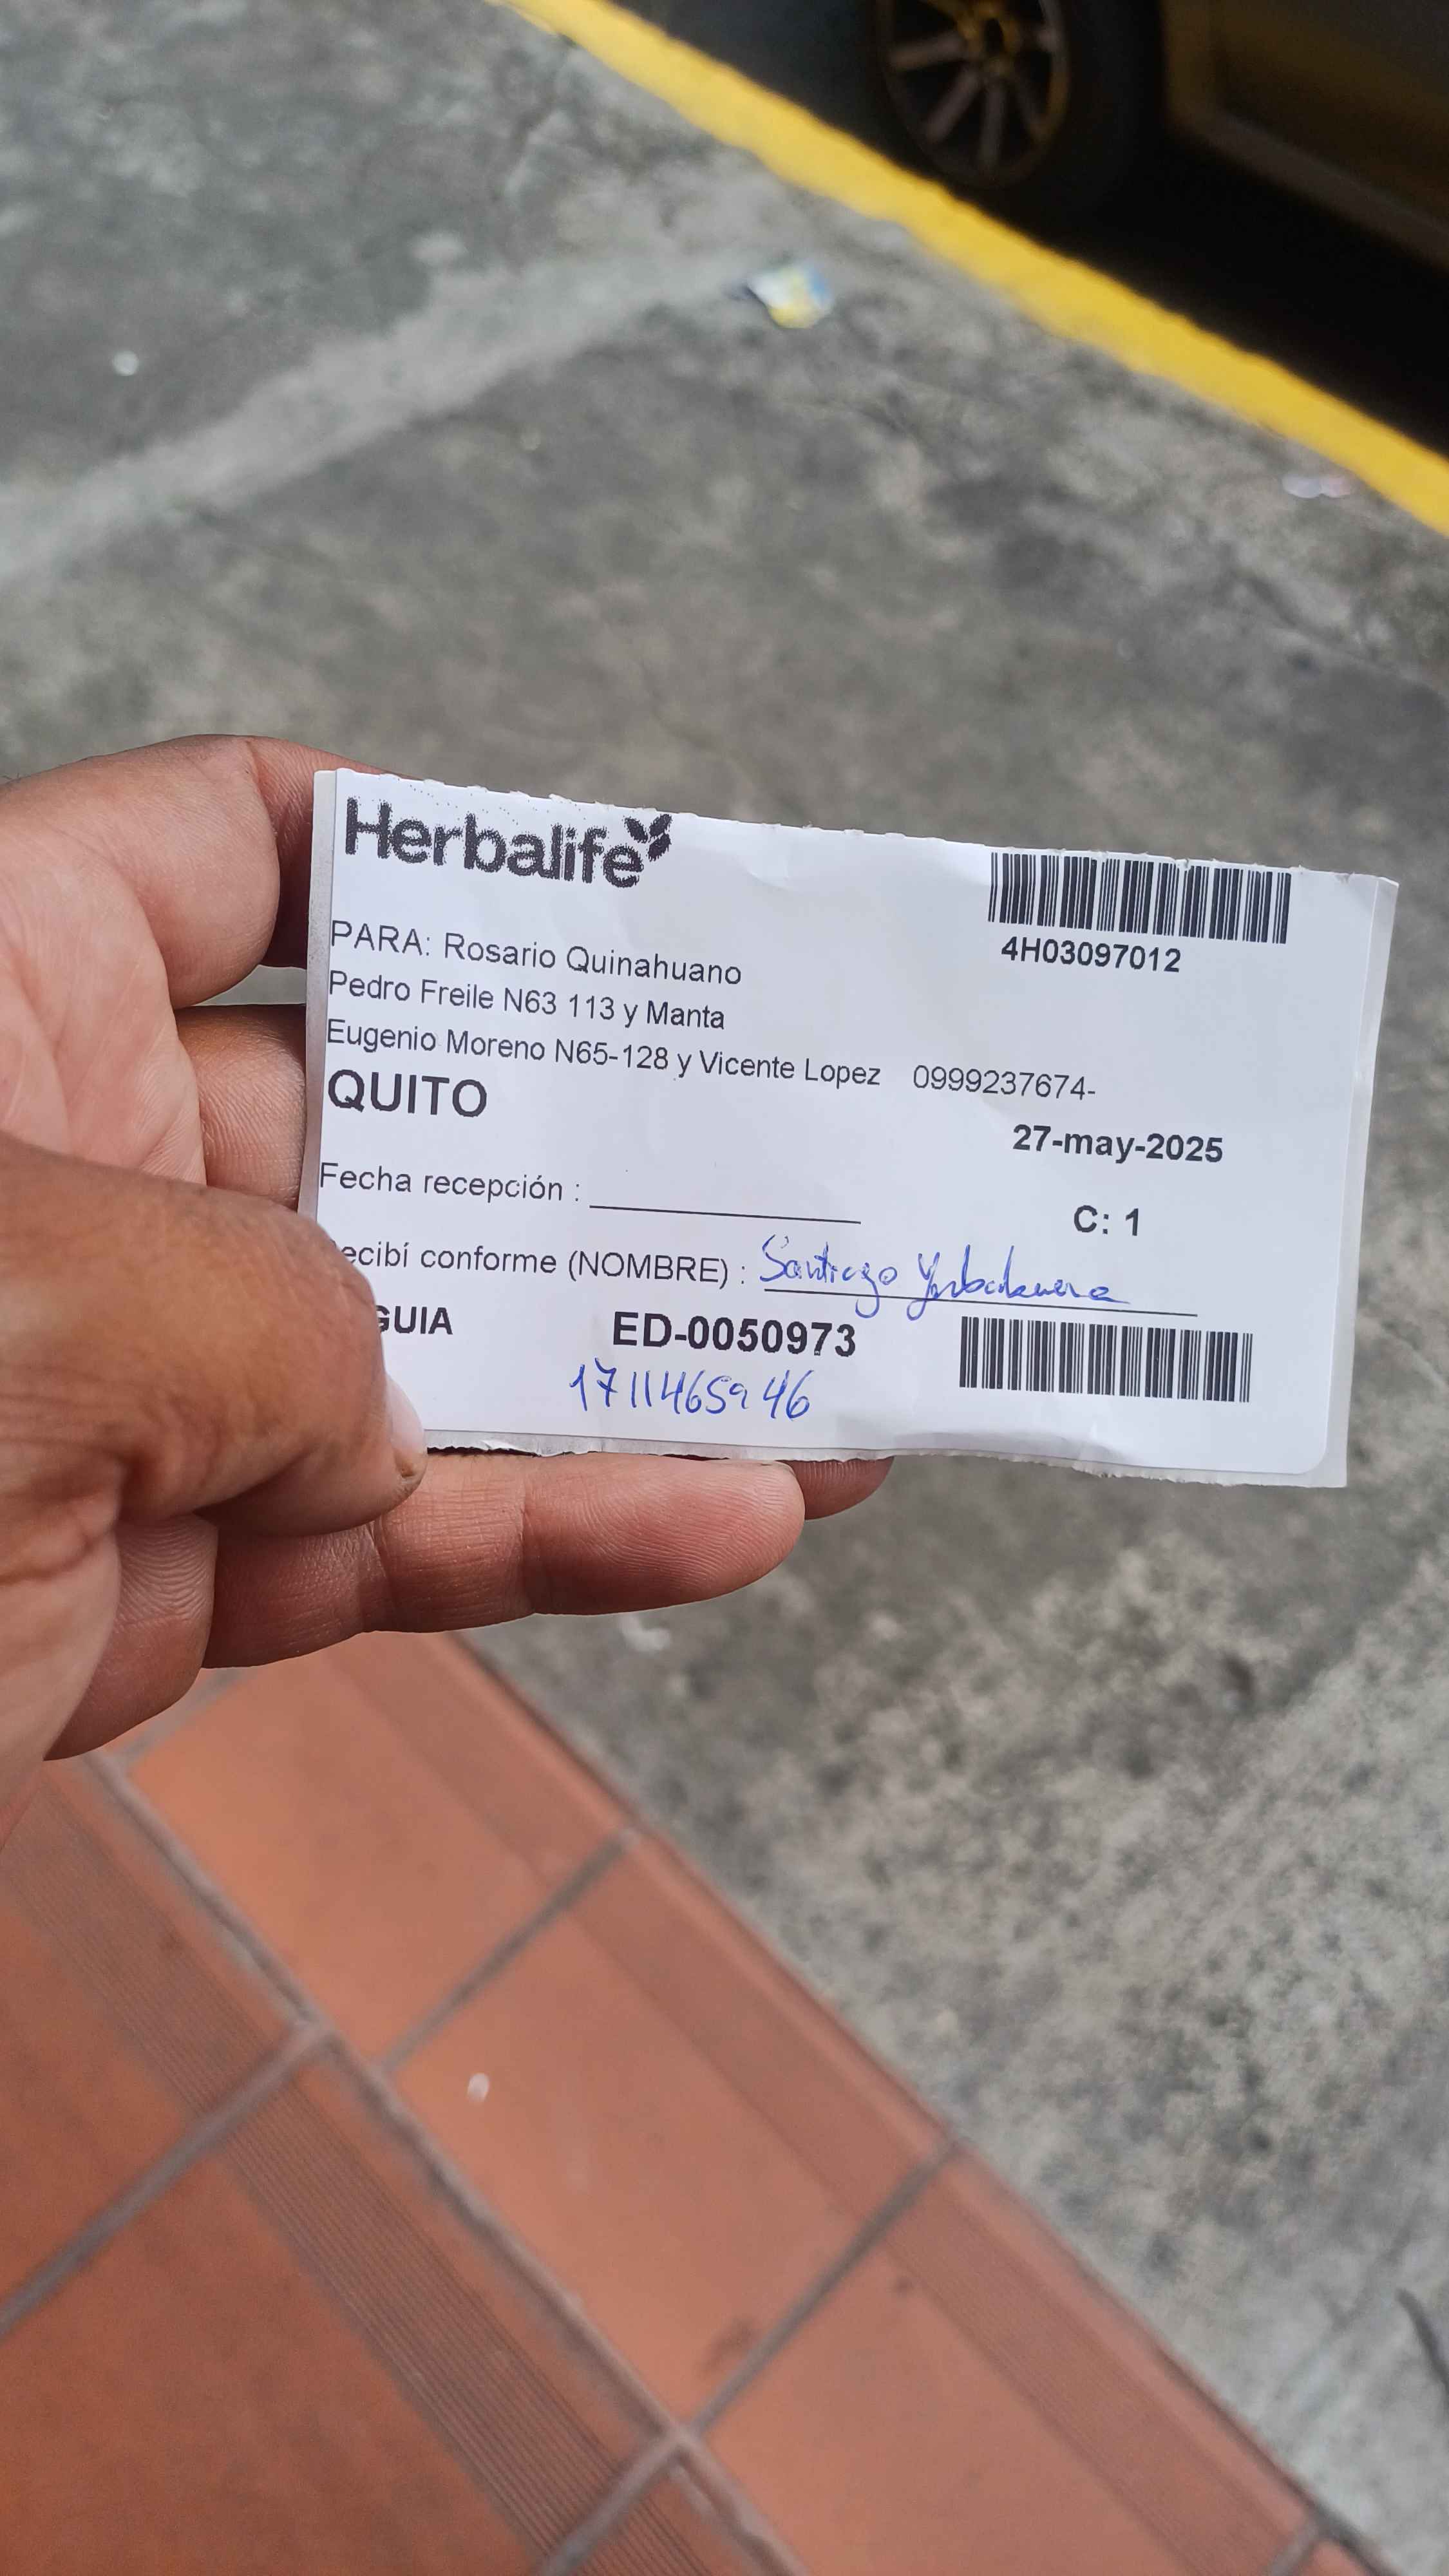 Herbalife
4H03097012
PARA: Rosario Quinahuano
Pedro Freile N63 113 y Manta
Eugenio Moreno N65-128 y Vicente Lopez 0999237674-
QUITO
27-may-2025
Fecha recepción :
C: 1
ecibí conforme (NOMBRE) : Santiago
GUIA ED-0050973
1711465946